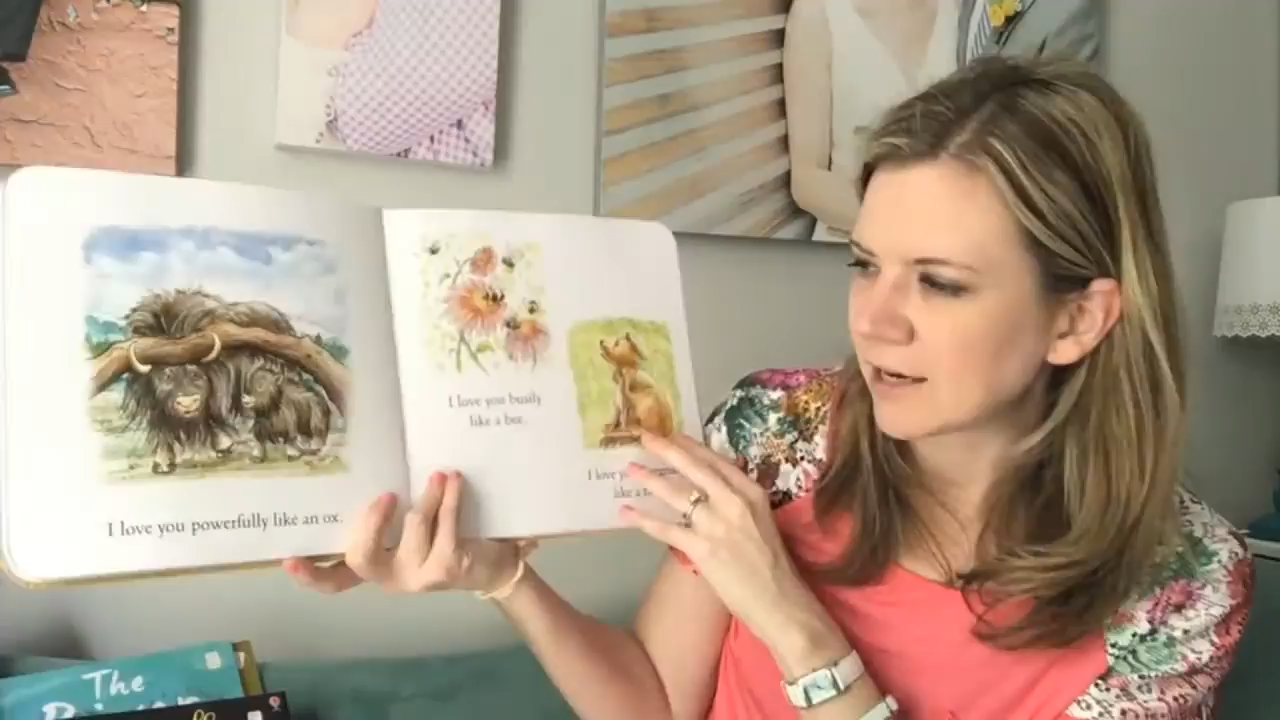 I love you powerfully like an ox.
I love you busily
like a bee.
I love
like a
The